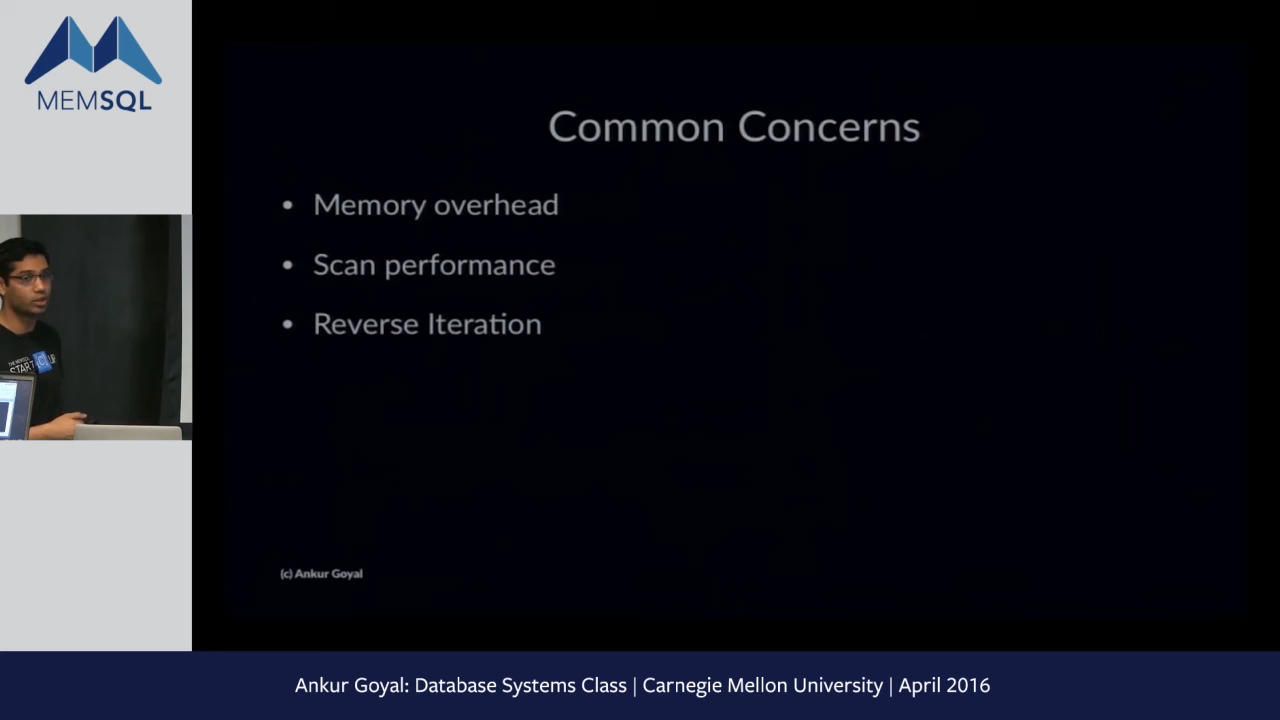 MEMSQL
Common Concerns
• Memory overhead
• Scan performance
• Reverse Iteration
(c) Ankur Goyal
Ankur Goyal: Database Systems Class | Carnegie Mellon University | April 2016